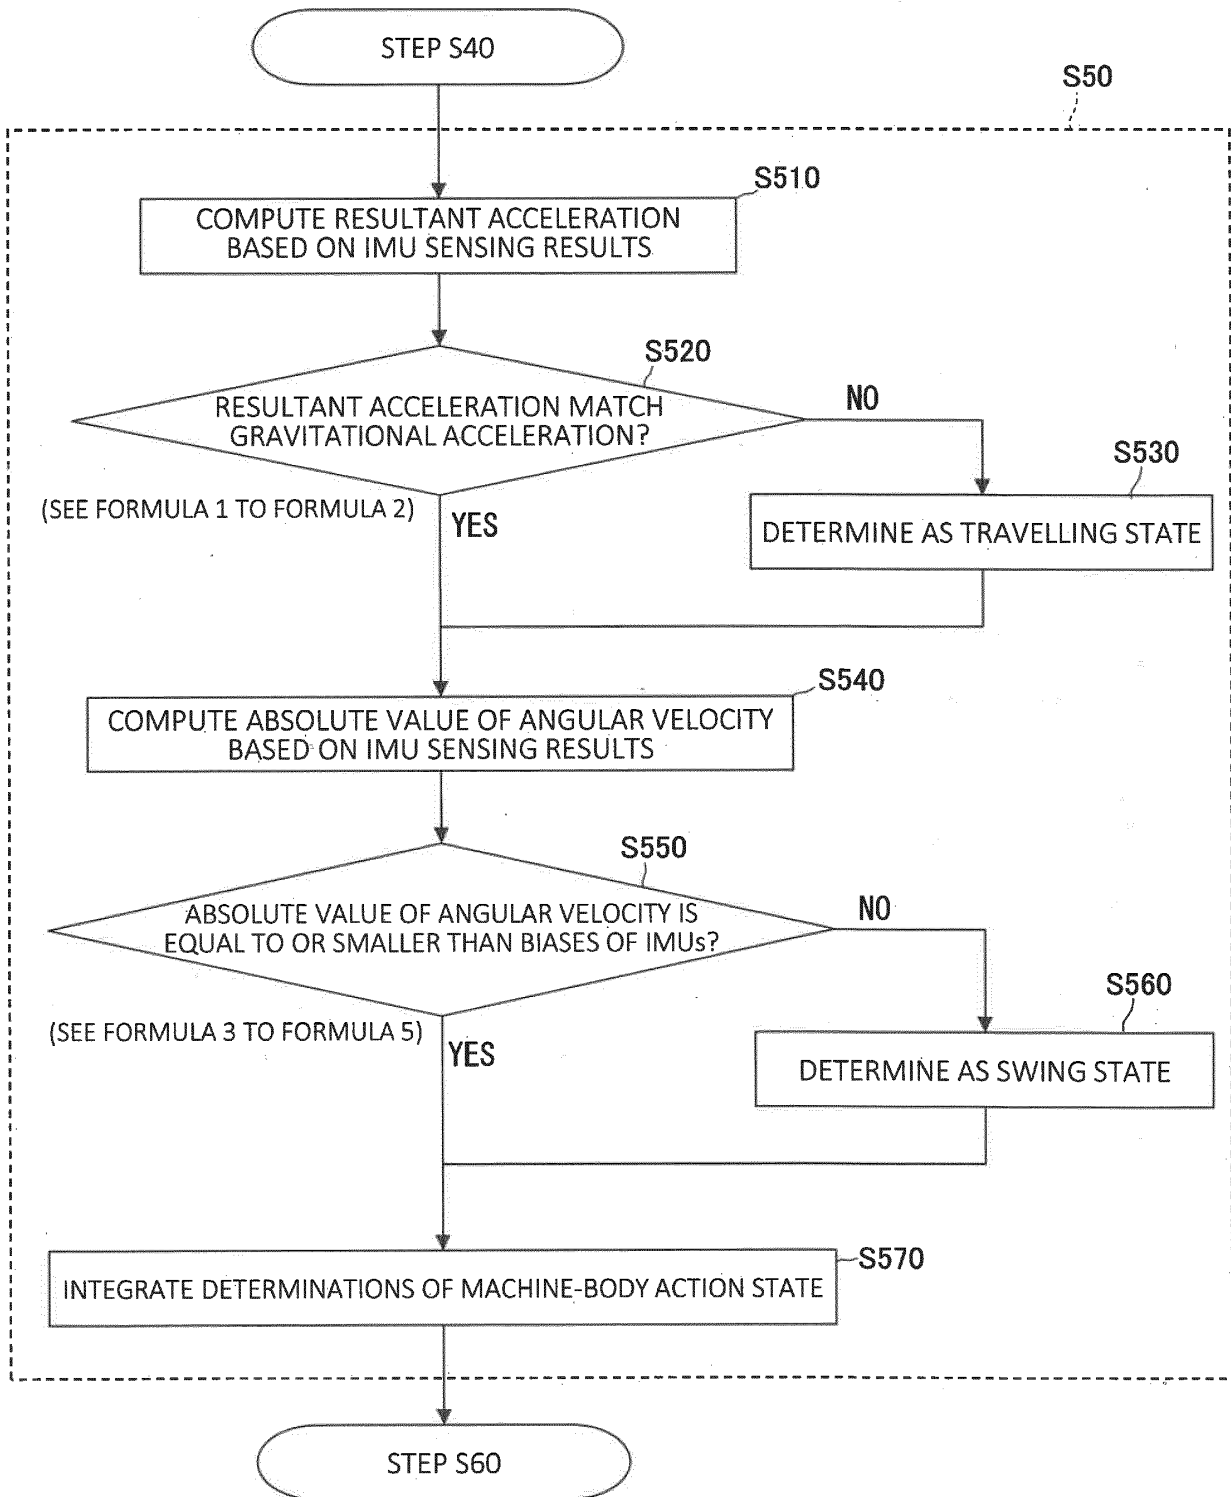 STEP S40
S50
S510
COMPUTE RESULTANT ACCELERATION
BASED ON IMU SENSING RESULTS
S520
RESULTANT ACCELERATION MATCH
GRAVITATIONAL ACCELERATION?
NO
S530
(SEE FORMULA 1 TO FORMULA 2)
YES
DETERMINE AS TRAVELLING STATE
S540
COMPUTE ABSOLUTE VALUE OF ANGULAR VELOCITY
BASED ON IMU SENSING RESULTS
S550
ABSOLUTE VALUE OF ANGULAR VELOCITY IS
EQUAL TO OR SMALLER THAN BIASES OF IMUs?
NO
S560
(SEE FORMULA 3 TO FORMULA 5)
YES
DETERMINE AS SWING STATE
S570
INTEGRATE DETERMINATIONS OF MACHINE-BODY ACTION STATE
STEP S60